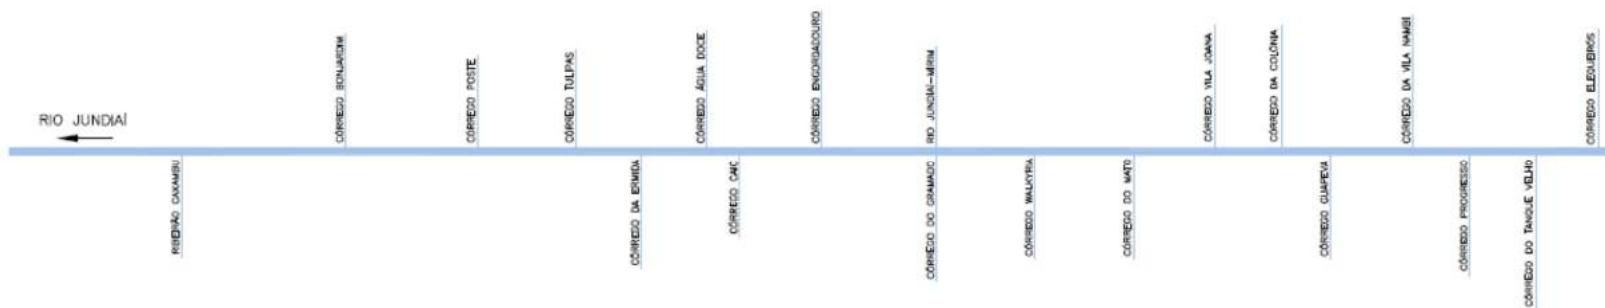 RIO JUNDIAÍ
CÓRREGO BONJARDIM
CÓRREGO POSTE
CÓRREGO TULIPAS
CÓRREGO ÁGUA DOCE
CÓRREGO ENGORDADOURO
RIO JUNDIAÍ-MIRIM
CÓRREGO VILA JOANA
CÓRREGO DA COLÔNIA
CÓRREGO DA VILA NAMBI
CÓRREGO ELEQUEIRÓS
RIBEIRÃO CAXAMBU
CÓRREGO DA ERMIDA
CÓRREGO CAIC
CÓRREGO DO GRAMADO
CÓRREGO WALKYRIA
CÓRREGO DO MATO
CÓRREGO GUAPEVA
CÓRREGO PROGRESSO
CÓRREGO DO TANQUE VELHO